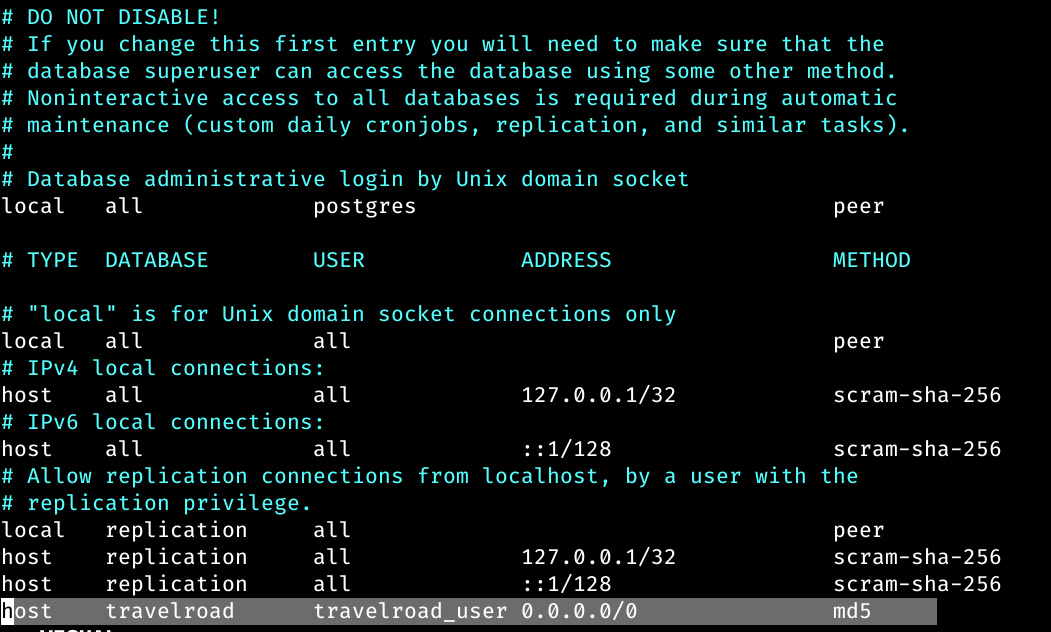 # DO NOT DISABLE!
# If you change this first entry you will need to make sure that the
# database superuser can access the database using some other method.
# Noninteractive access to all databases is required during automatic
# maintenance (custom daily cronjobs, replication, and similar tasks).
#
# Database administrative login by Unix domain socket
local   all             postgres                                peer

# TYPE  DATABASE        USER            ADDRESS                 METHOD

# "local" is for Unix domain socket connections only
local   all             all                                     peer
# IPv4 local connections:
host    all             all             127.0.0.1/32            scram-sha-256
# IPv6 local connections:
host    all             all             ::1/128                 scram-sha-256
# Allow replication connections from localhost, by a user with the
# replication privilege.
local   replication     all                                     peer
host    replication     all             127.0.0.1/32            scram-sha-256
host    replication     all             ::1/128                 scram-sha-256
host    travelroad      travelroad_user 0.0.0.0/0               md5